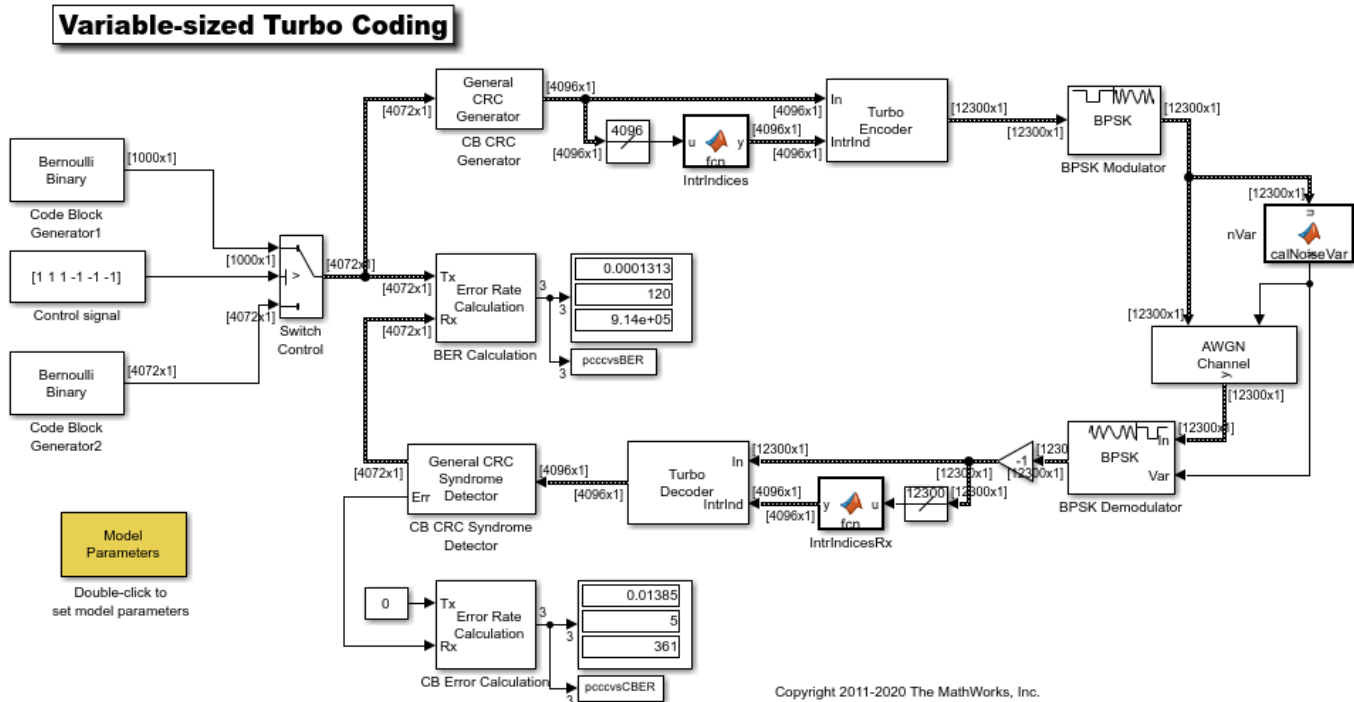 Variable-sized Turbo Coding
Bernoulli
Binary
[1000x1]
Code Block
Generator1
[1 1 1 -1 -1 -1]
Control signal
Bernoulli
Binary
[4072x1]
Code Block
Generator2
[1000x1]
>
[4072x1]
[4072x1]
Switch
Control
[4072x1]
General
CRC
Generator
CB CRC
Generator
[4096x1]
[4096x1]
4096
u
fcn
y
IntrIndices
[4096x1]
[4096x1]
[4096x1]
In
IntrInd
Turbo
Encoder
[12300x1]
[12300x1]
BPSK
BPSK Modulator
[12300x1]
[12300x1]
nVar
u
calNoiseVar
[12300x1]
AWGN
Channel
y
[12300x1]
[12300x1]
In
BPSK
Var
BPSK Demodulator
[1230
[12300x1]
-1
[12300x1]
[12300x1]
12300
u
fcn
y
IntrIndicesRx
[12300x1]
[4096x1]
[4096x1]
In
Turbo
Decoder
IntrInd
[4096x1]
[4096x1]
General CRC
Syndrome
Detector
Err
CB CRC Syndrome
Detector
[4072x1]
[4072x1]
[4072x1]
Tx
Error Rate
Calculation
Rx
BER Calculation
3
3
0.0001313
120
9.14e+05
pcccvsBER
3
Model
Parameters
Double-click to
set model parameters
0
Tx
Error Rate
Calculation
Rx
CB Error Calculation
3
3
0.01385
5
361
pcccvsCBER
3
Copyright 2011-2020 The MathWorks, Inc.